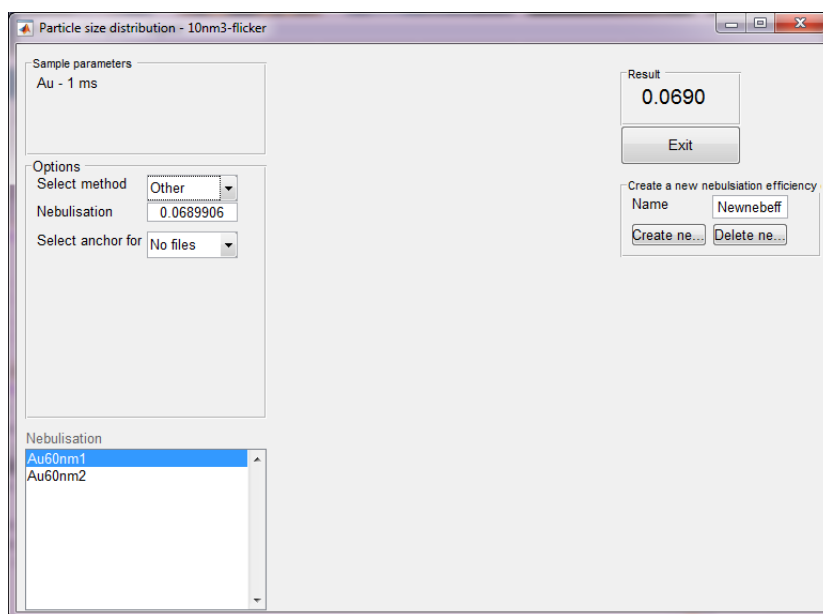 Particle size distribution - 10nm3-flicker
Sample parameters
Au - 1 ms
Options
Select method Other
Nebulisation 0.0689906
Select anchor for No files
Nebulisation
Au60nm1
Au60nm2
Result
0.0690
Exit
Create a new nebulsiation efficiency
Name Newnebeff
Create ne... Delete ne...